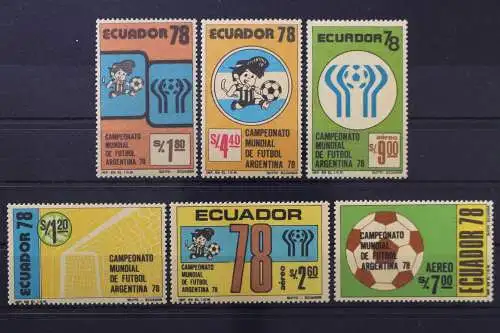 ECUADOR 78
CAMPEONATO
MUNDIAL
DE FUTBOL
ARGENTINA 78
S/. 1.80
ECUADOR 78
S/. 4.40
CAMPEONATO
MUNDIAL
DE FUTBOL
ARGENTINA 78
ECUADOR 78
CAMPEONATO
MUNDIAL
DE FUTBOL
ARGENTINA 78
aéreo
S/. 9.00
ECUADOR 78
S/. 1.20
CAMPEONATO
MUNDIAL
DE FUTBOL
ARGENTINA 78
ECUADOR
78
CAMPEONATO
MUNDIAL
DE FUTBOL
ARGENTINA 78
aéreo
S/. 2.60
CAMPEONATO
MUNDIAL
DE FUTBOL
ARGENTINA 78
AEREO
S/. 7.00
ECUADOR 78